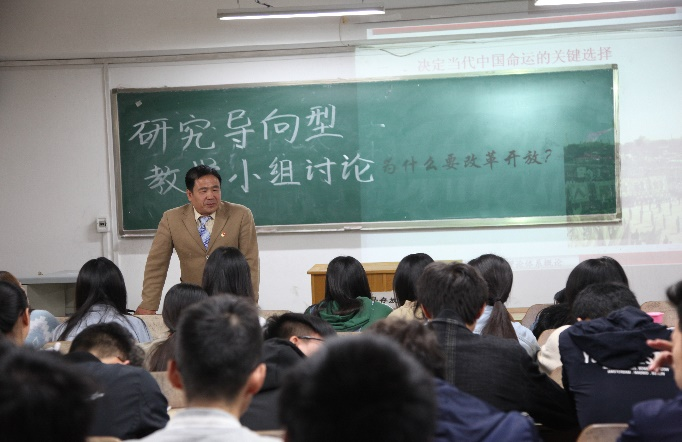 决定当代中国命运的关键选择
研究导向型
教学小组讨论
为什么要改革开放?